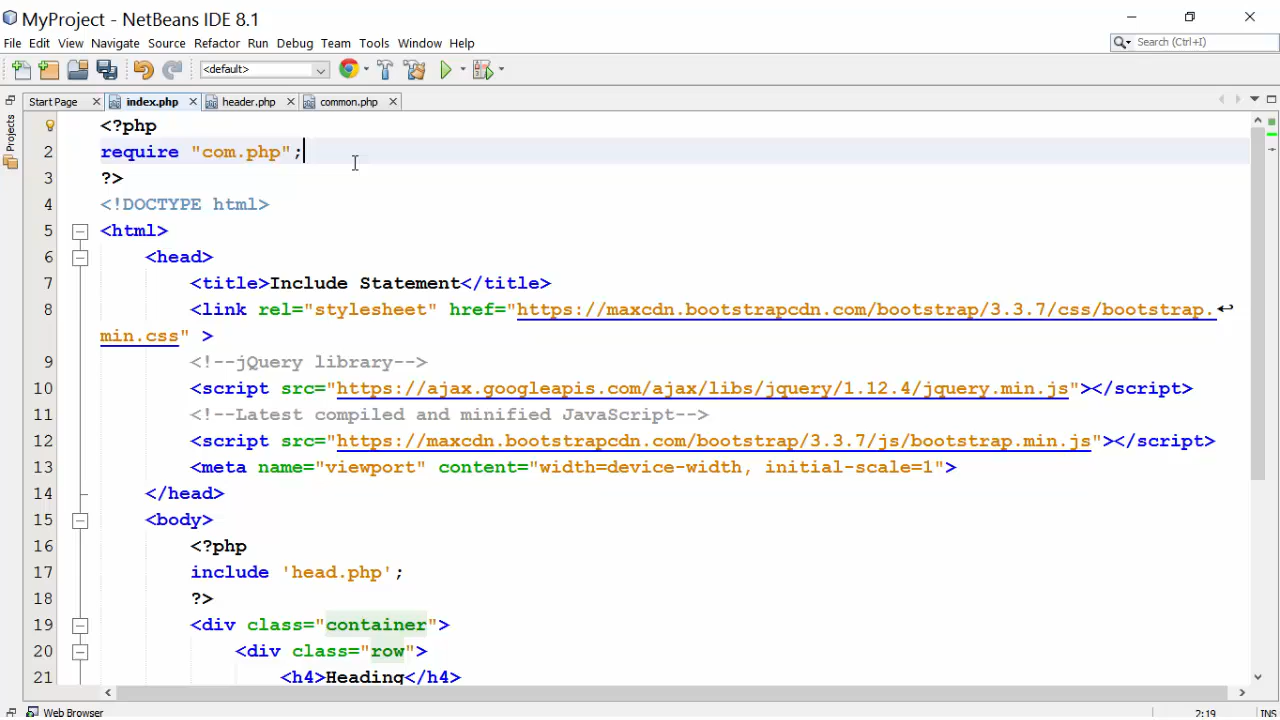 MyProject - NetBeans IDE 8.1
File Edit View Navigate Source Refactor Run Debug Team Tools Window Help
Search (Ctrl+I)
<default>
Start Page index.php header.php common.php
Projects
<?php
2 require "com.php";
3 ?>
4 <!DOCTYPE html>
5 <html>
6 <head>
7 <title>Include Statement</title>
8 <link rel="stylesheet" href="https://maxcdn.bootstrapcdn.com/bootstrap/3.3.7/css/bootstrap.
min.css" >
9 <!--jQuery library-->
10 <script src="https://ajax.googleapis.com/ajax/libs/jquery/1.12.4/jquery.min.js"></script>
11 <!--Latest compiled and minified JavaScript-->
12 <script src="https://maxcdn.bootstrapcdn.com/bootstrap/3.3.7/js/bootstrap.min.js"></script>
13 <meta name="viewport" content="width=device-width, initial-scale=1">
14 </head>
15 <body>
16 <?php
17 include 'head.php';
18 ?>
19 <div class="container">
20 <div class="row">
21 <h4>Heading</h4>
Web Browser 2:19 INS